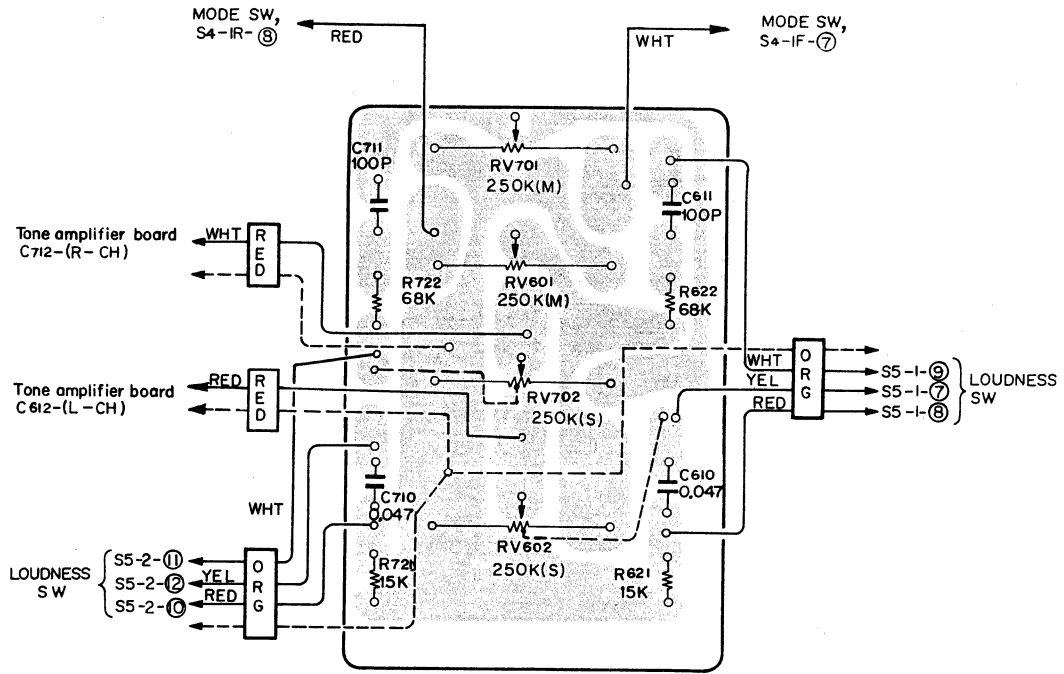 MODE SW,
S4-1R-⑧
RED
MODE SW,
S4-1F-⑦
WHT
C711
100P
RV701
250K(M)
C611
100P
Tone amplifier board
C712-(R-CH)
WHT
RED
R722
68K
RV601
250K(M)
R622
68K
Tone amplifier board
C612-(L-CH)
RED
RED
RV702
250K(S)
WHT
YEL
RED
ORG
S5-1-⑨
S5-1-⑦
S5-1-⑧
LOUDNESS
SW
C710
0.047
C610
0.047
WHT
RV602
250K(S)
R721
15K
R621
15K
LOUDNESS
SW
S5-2-⑪
S5-2-⑫
S5-2-⑩
YEL
RED
ORG